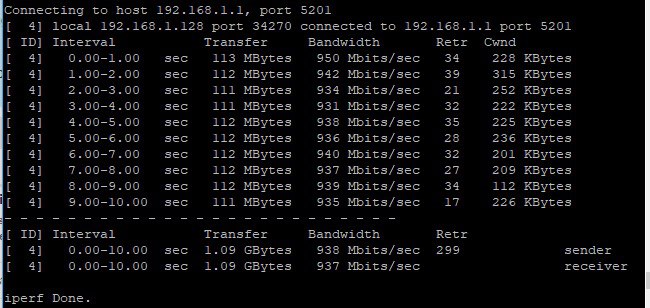 Connecting to host 192.168.1.1, port 5201
[  4] local 192.168.1.128 port 34270 connected to 192.168.1.1 port 5201
[ ID] Interval           Transfer     Bandwidth       Retr  Cwnd
[  4]   0.00-1.00   sec   113 MBytes   950 Mbits/sec   34    228 KBytes
[  4]   1.00-2.00   sec   112 MBytes   942 Mbits/sec   39    315 KBytes
[  4]   2.00-3.00   sec   111 MBytes   934 Mbits/sec   21    252 KBytes
[  4]   3.00-4.00   sec   111 MBytes   931 Mbits/sec   32    222 KBytes
[  4]   4.00-5.00   sec   112 MBytes   938 Mbits/sec   35    225 KBytes
[  4]   5.00-6.00   sec   112 MBytes   936 Mbits/sec   28    236 KBytes
[  4]   6.00-7.00   sec   112 MBytes   940 Mbits/sec   32    201 KBytes
[  4]   7.00-8.00   sec   112 MBytes   937 Mbits/sec   27    209 KBytes
[  4]   8.00-9.00   sec   112 MBytes   939 Mbits/sec   34    112 KBytes
[  4]   9.00-10.00  sec   111 MBytes   935 Mbits/sec   17    226 KBytes
- - - - - - - - - - - - - - - - - - - - - - - - -
[ ID] Interval           Transfer     Bandwidth       Retr
[  4]   0.00-10.00  sec  1.09 GBytes   938 Mbits/sec  299             sender
[  4]   0.00-10.00  sec  1.09 GBytes   937 Mbits/sec                  receiver
iperf Done.